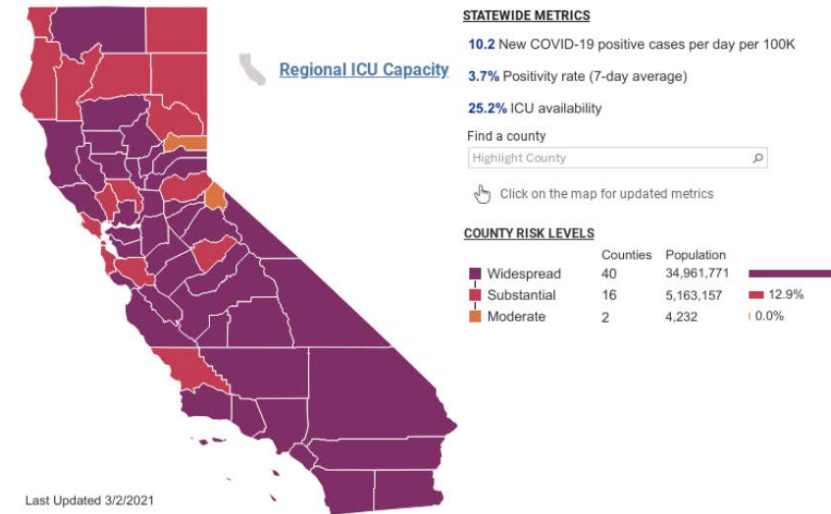 STATEWIDE METRICS
10.2 New COVID-19 positive cases per day per 100K
Regional ICU Capacity
3.7% Positivity rate (7-day average)
25.2% ICU availability
Find a county
Highlight County
Click on the map for updated metrics
COUNTY RISK LEVELS
Counties Population
Widespread 40 34,961,771
Substantial 16 5,163,157 12.9%
Moderate 2 4,232 0.0%
Last Updated 3/2/2021